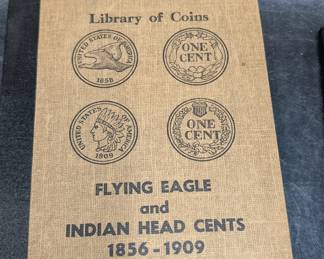 Library of Coins
UNITED STATES OF AMERICA
1858
ONE
CENT
UNITED STATES OF AMERICA
1909
ONE
CENT
FLYING EAGLE
and
INDIAN HEAD CENTS
1856-1909